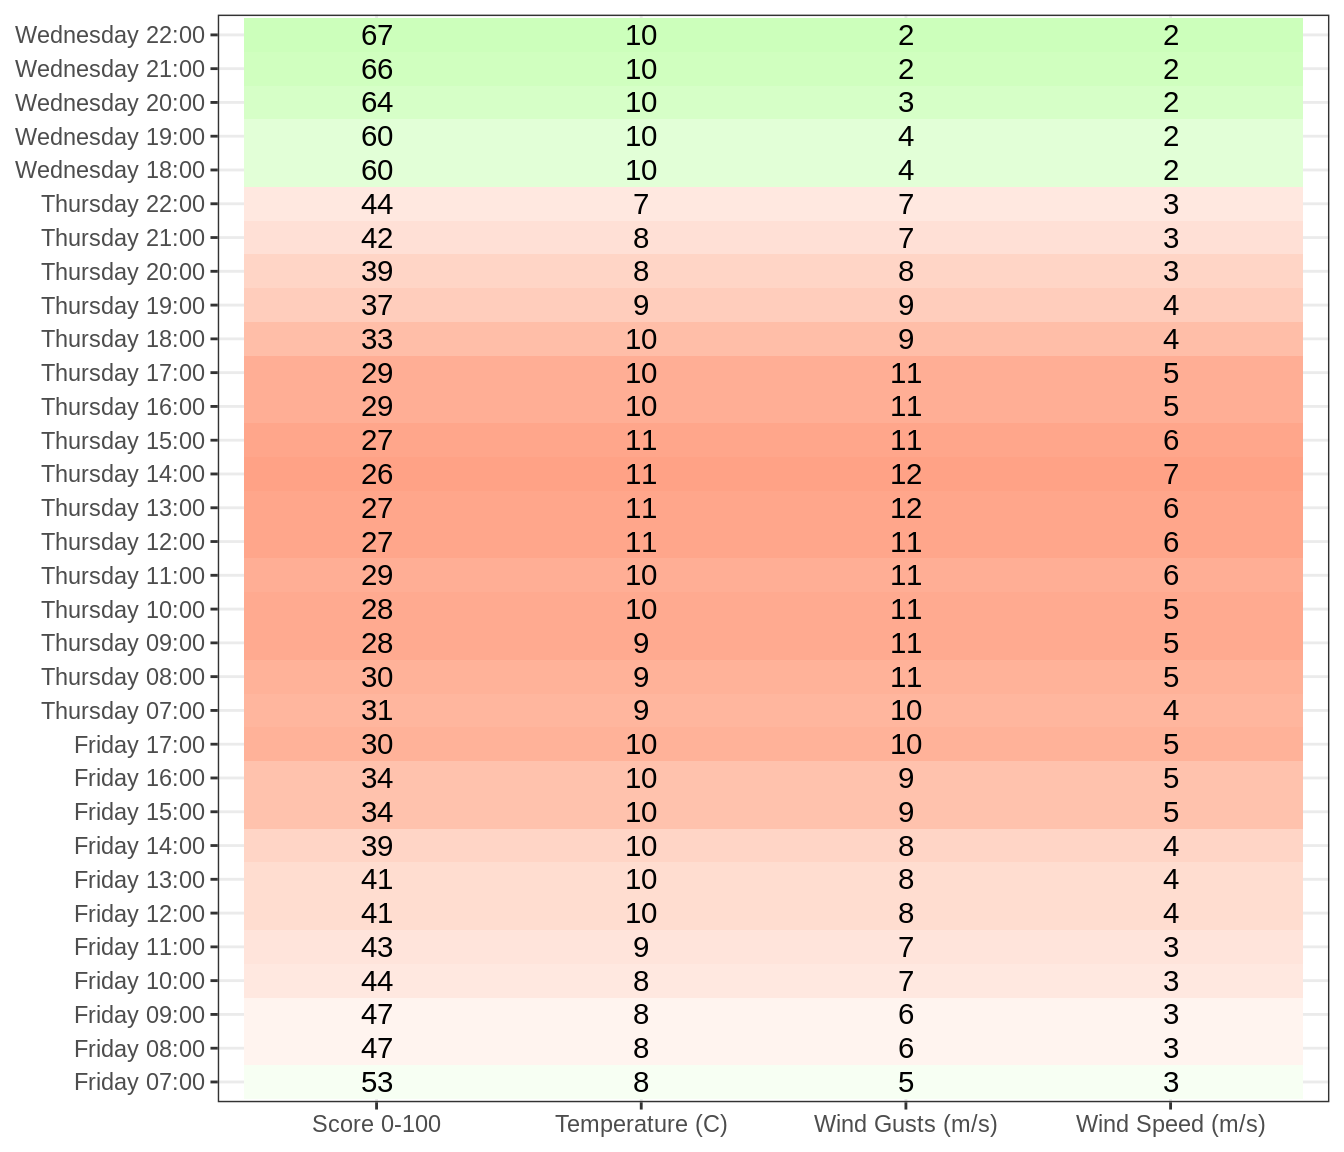 Wednesday 22:00 67 10 2 2
Wednesday 21:00 66 10 2 2
Wednesday 20:00 64 10 3 2
Wednesday 19:00 60 10 4 2
Wednesday 18:00 60 10 4 2
Thursday 22:00 44 7 7 3
Thursday 21:00 42 8 7 3
Thursday 20:00 39 8 8 3
Thursday 19:00 37 9 9 4
Thursday 18:00 33 10 9 4
Thursday 17:00 29 10 11 5
Thursday 16:00 29 10 11 5
Thursday 15:00 27 11 11 6
Thursday 14:00 26 11 12 7
Thursday 13:00 27 11 12 6
Thursday 12:00 27 11 11 6
Thursday 11:00 29 10 11 6
Thursday 10:00 28 10 11 5
Thursday 09:00 28 9 11 5
Thursday 08:00 30 9 11 5
Thursday 07:00 31 9 10 4
Friday 17:00 30 10 10 5
Friday 16:00 34 10 9 5
Friday 15:00 34 10 9 5
Friday 14:00 39 10 8 4
Friday 13:00 41 10 8 4
Friday 12:00 41 10 8 4
Friday 11:00 43 9 7 3
Friday 10:00 44 8 7 3
Friday 09:00 47 8 6 3
Friday 08:00 47 8 6 3
Friday 07:00 53 8 5 3
Score 0-100 Temperature (C) Wind Gusts (m/s) Wind Speed (m/s)